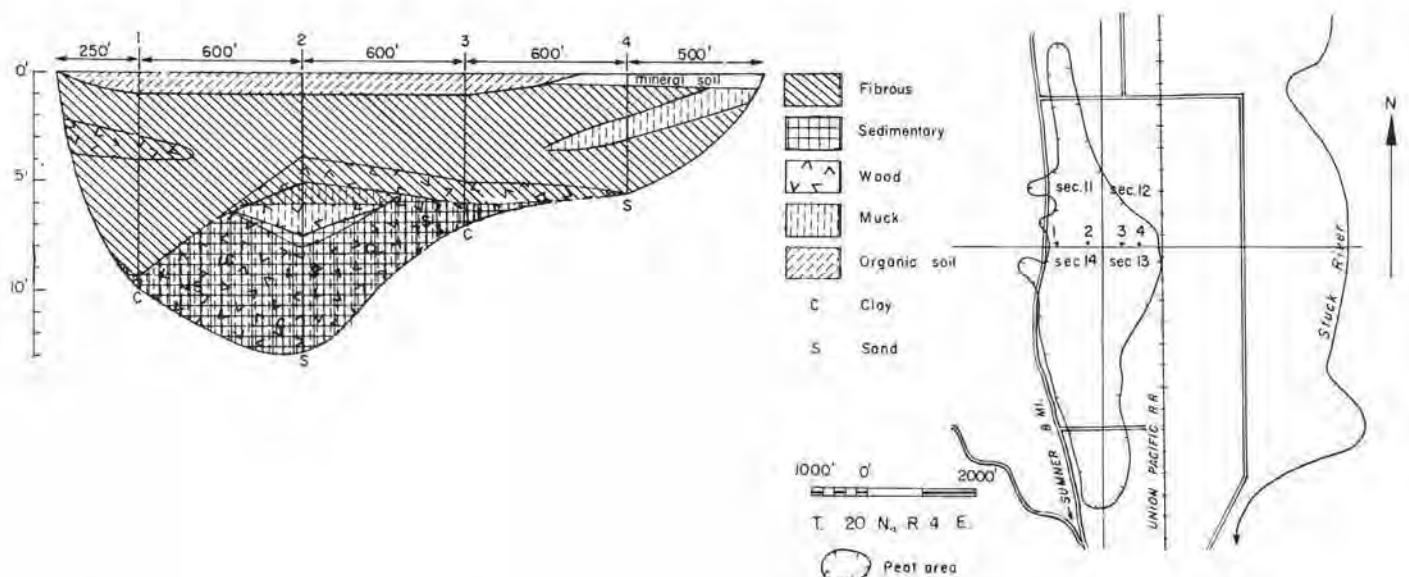 1 2 3 4
250' 600' 600' 600' 500'
0'
5'
10'
mineral soil
C
S
C
S
Fibrous
Sedimentary
Wood
Muck
Organic soil
C Clay
S Sand
1000' 0' 2000'
T. 20 N., R 4 E.
Peat area
N
sec. 11 sec. 12
2 3 4
sec 14 sec 13
SUMNER 8 MI.
UNION PACIFIC R.R
Stuck River